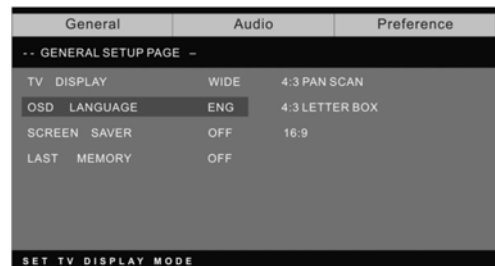 General Audio Preference
-- GENERAL SETUP PAGE –
TV DISPLAY WIDE 4:3 PAN SCAN
OSD LANGUAGE ENG 4:3 LETTER BOX
SCREEN SAVER OFF 16:9
LAST MEMORY OFF
SET TV DISPLAY MODE